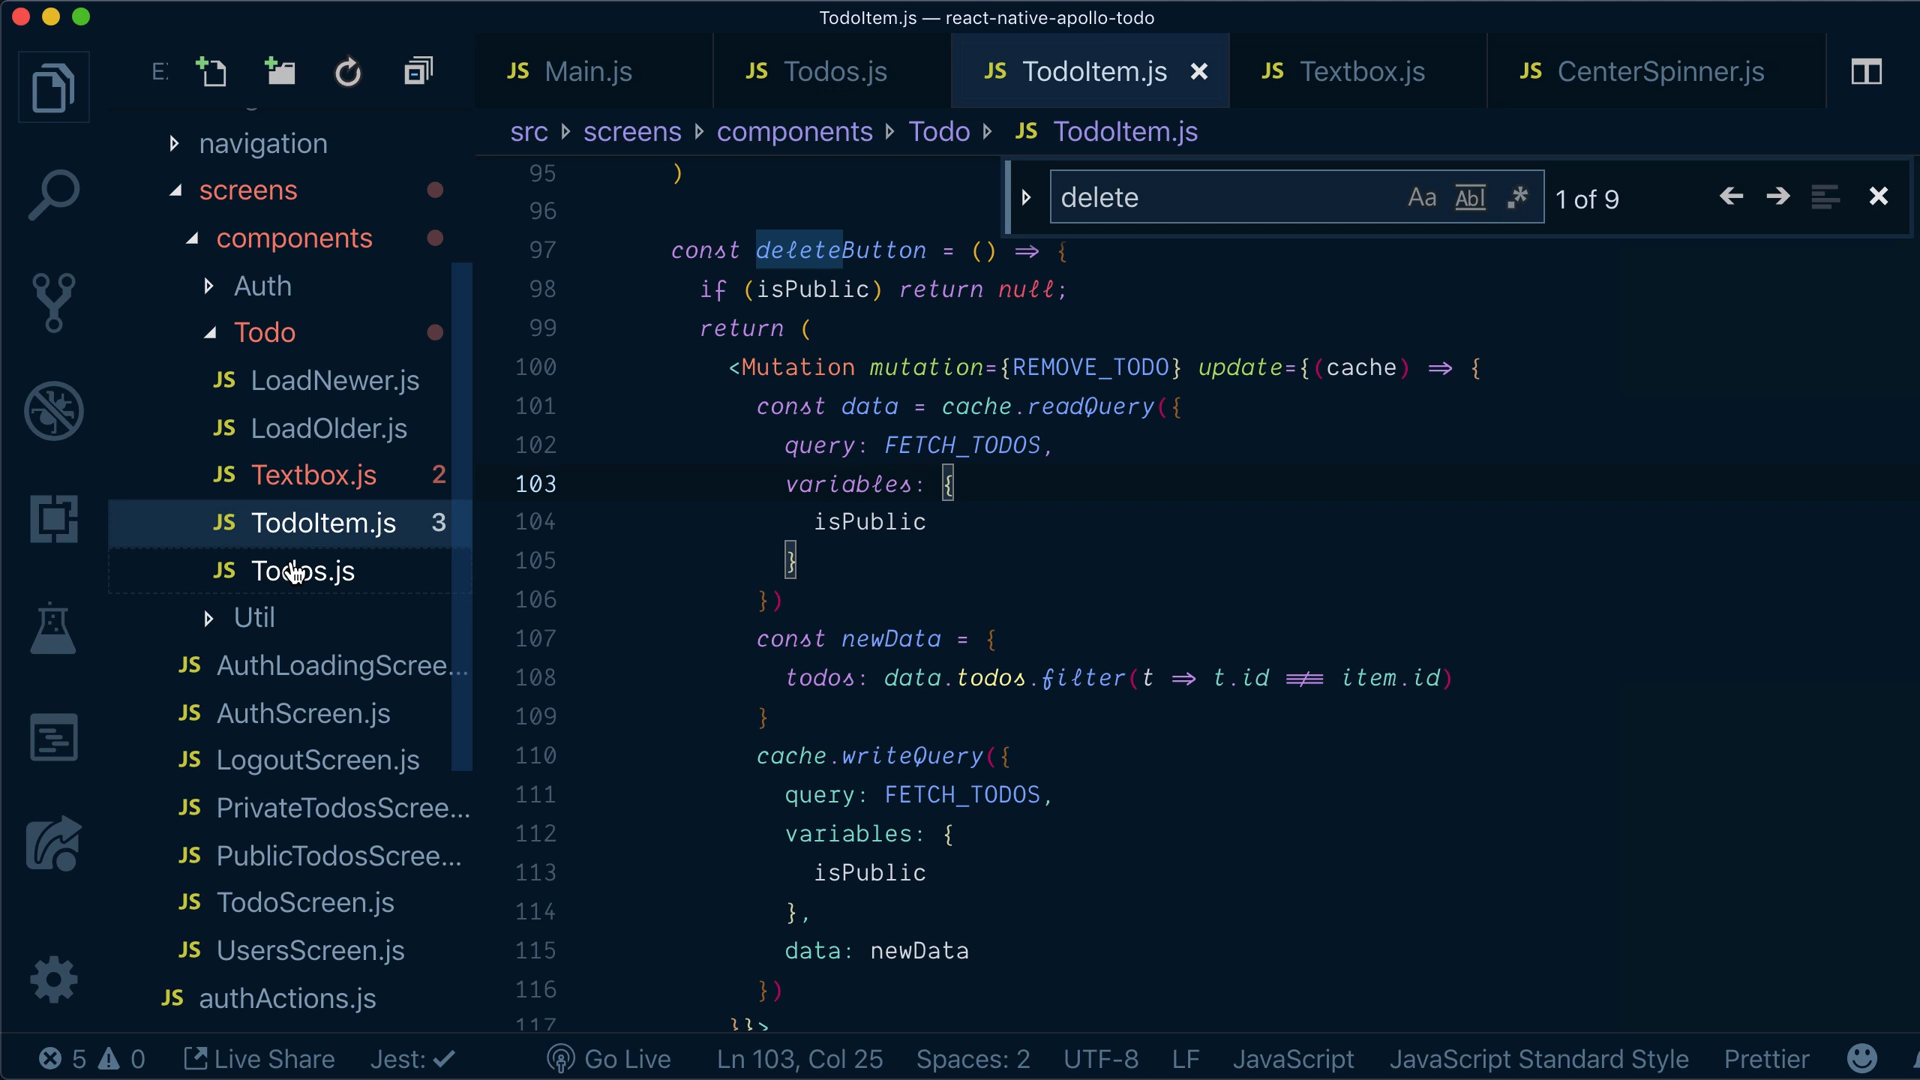 TodoItem.js — react-native-apollo-todo
E:
JS Main.js
JS Todos.js
JS TodoItem.js
JS Textbox.js
JS CenterSpinner.js
src screens components Todo JS TodoItem.js
delete
Aa Abl .* 1 of 9
navigation
screens
components
Auth
Todo
JS LoadNewer.js
JS LoadOlder.js
JS Textbox.js 2
JS TodoItem.js 3
JS Todos.js
Util
JS AuthLoadingScree...
JS AuthScreen.js
JS LogoutScreen.js
JS PrivateTodosScree...
JS PublicTodosScree...
JS TodoScreen.js
JS UsersScreen.js
JS authActions.js
95 )
96
97 const deleteButton = () => {
98 if (isPublic) return null;
99 return (
100 <Mutation mutation={REMOVE_TODO} update={(cache) => {
101 const data = cache.readQuery({
102 query: FETCH_TODOS,
103 variables: {
104 isPublic
105 }
106 })
107 const newData = {
108 todos: data.todos.filter(t => t.id !== item.id)
109 }
110 cache.writeQuery({
111 query: FETCH_TODOS,
112 variables: {
113 isPublic
114 },
115 data: newData
116 })
117 }}>
5 0 Live Share Jest: Go Live Ln 103, Col 25 Spaces: 2 UTF-8 LF JavaScript JavaScript Standard Style Prettier